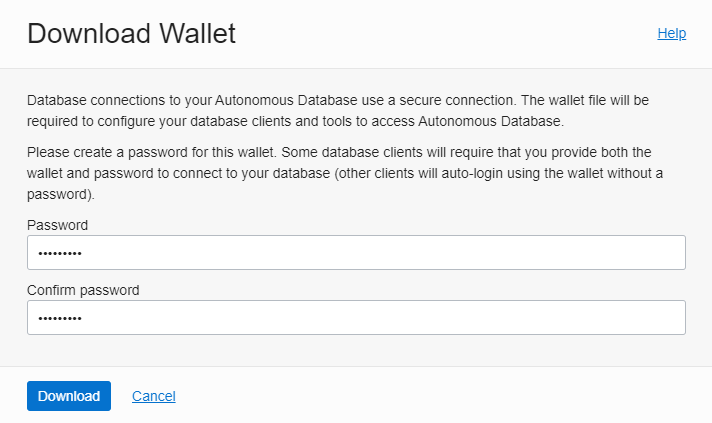 Download Wallet
Help
Database connections to your Autonomous Database use a secure connection. The wallet file will be
required to configure your database clients and tools to access Autonomous Database.
Please create a password for this wallet. Some database clients will require that you provide both the
wallet and password to connect to your database (other clients will auto-login using the wallet without a
password).
Password
•••••••••
Confirm password
•••••••••
Download
Cancel